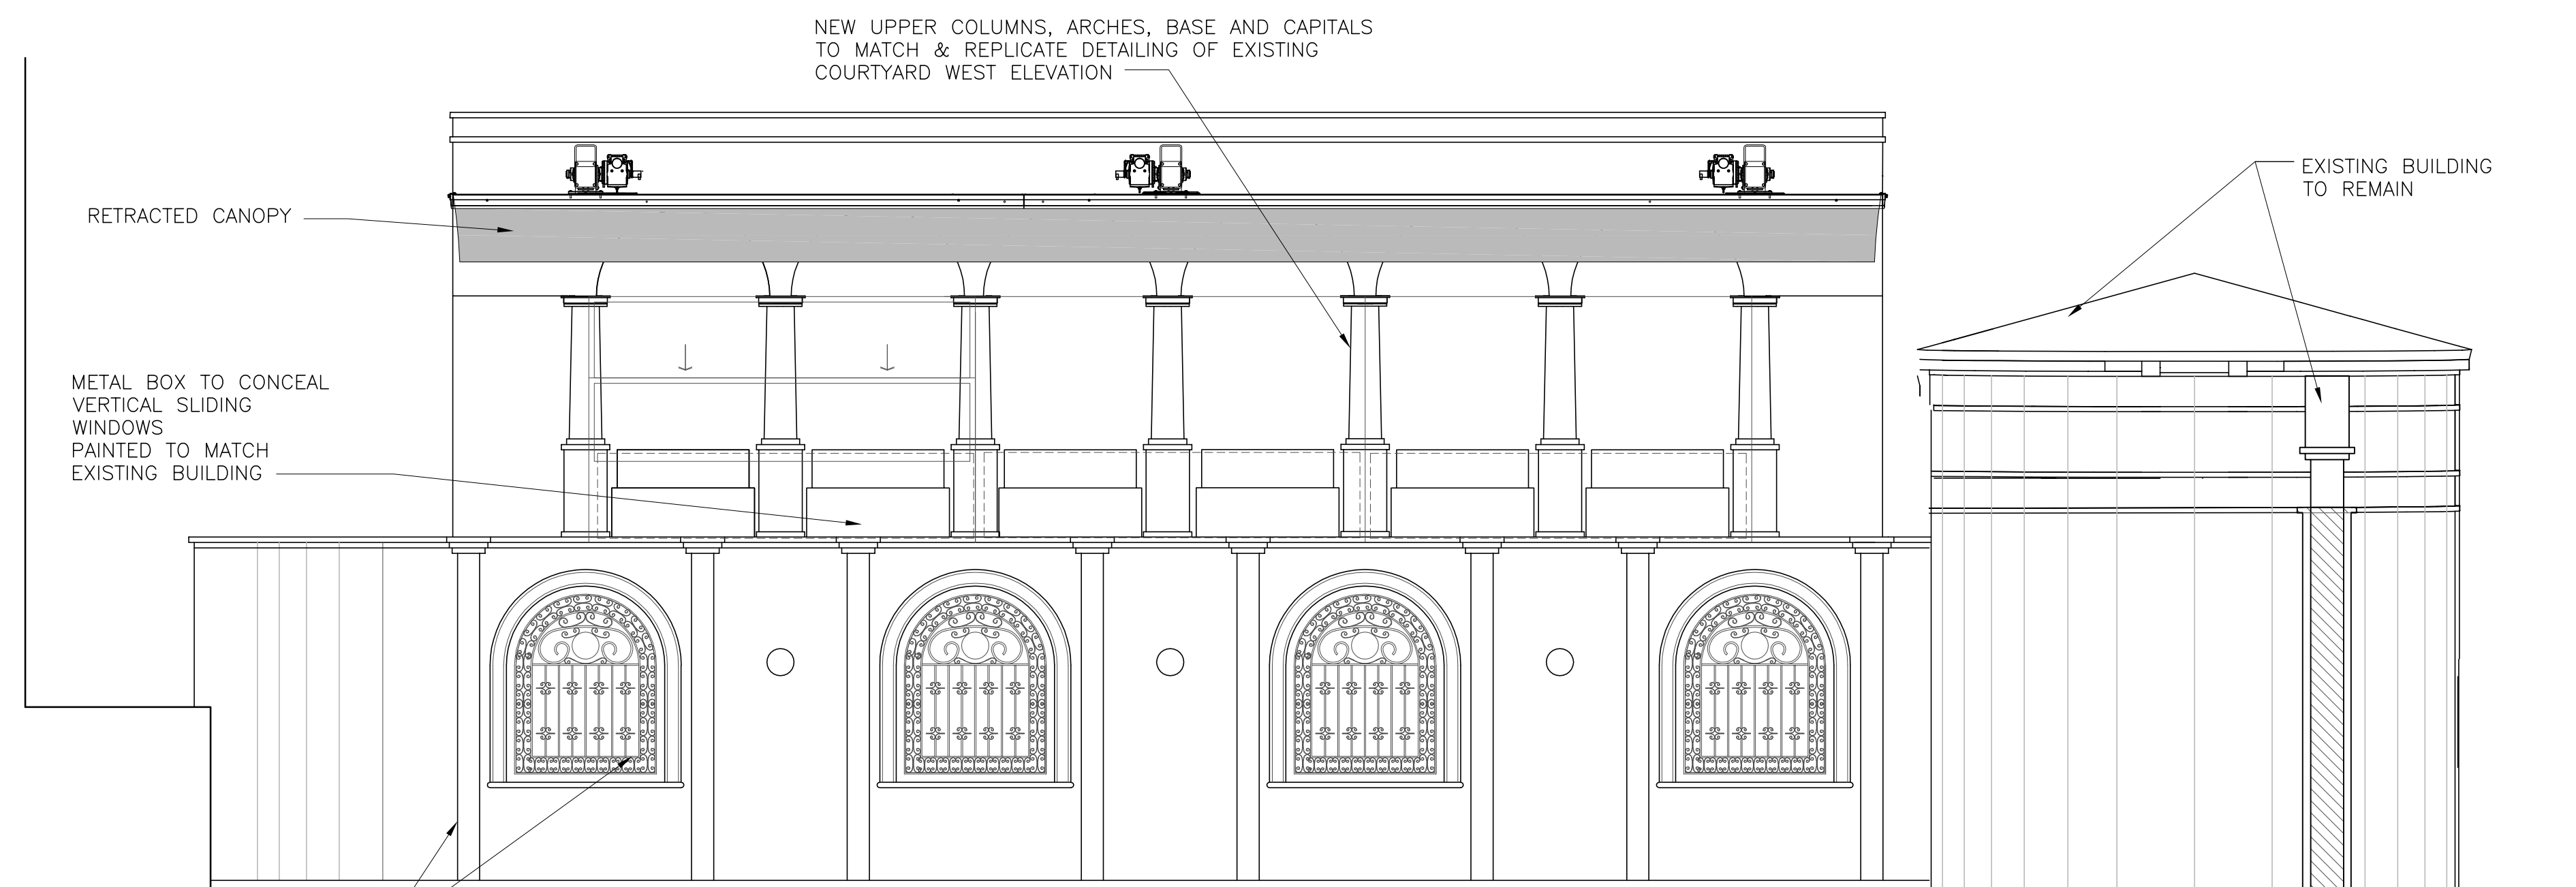 NEW UPPER COLUMNS, ARCHES, BASE AND CAPITALS
TO MATCH & REPLICATE DETAILING OF EXISTING
COURTYARD WEST ELEVATION
EXISTING BUILDING
TO REMAIN
RETRACTED CANOPY
METAL BOX TO CONCEAL
VERTICAL SLIDING
WINDOWS
PAINTED TO MATCH
EXISTING BUILDING